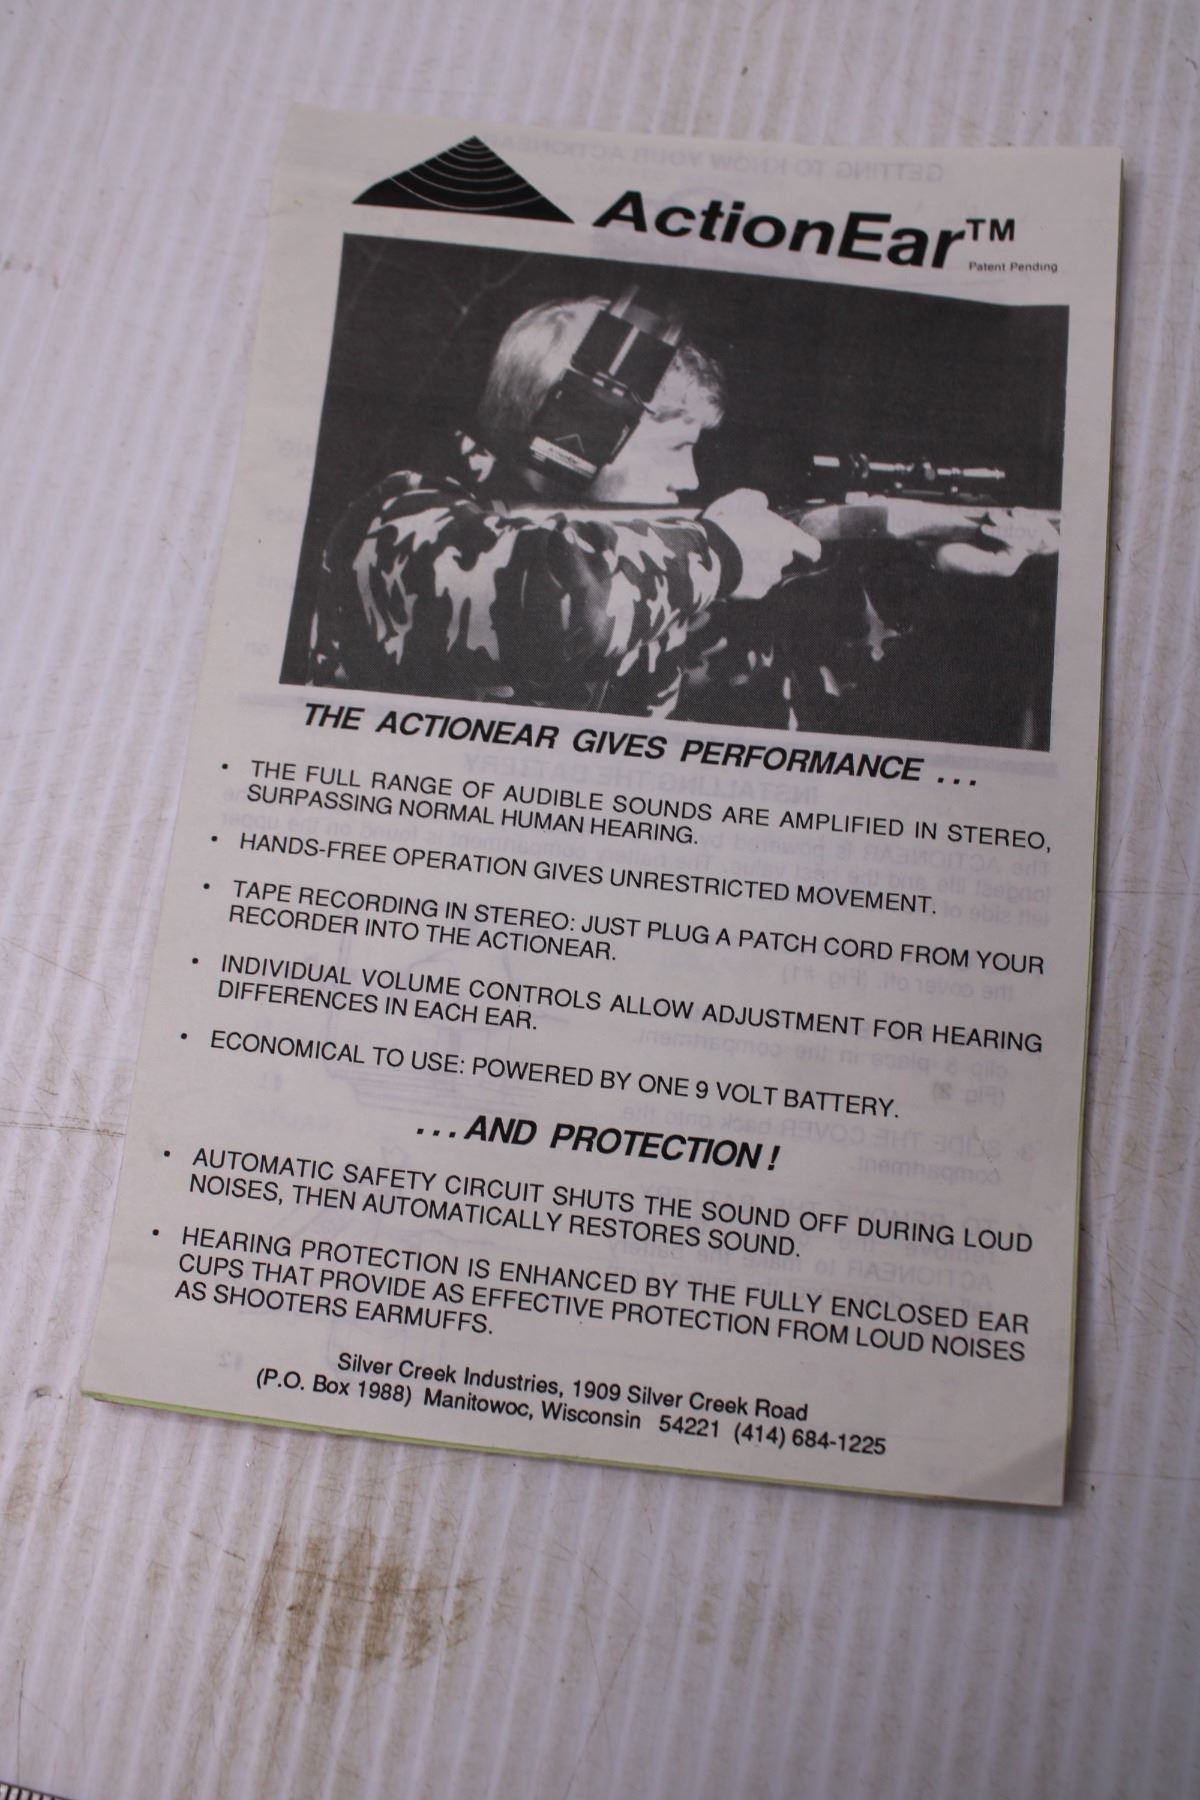 ActionEar™
Patent Pending
ActionEar
THE ACTIONEAR GIVES PERFORMANCE ...
• THE FULL RANGE OF AUDIBLE SOUNDS ARE AMPLIFIED IN STEREO,
SURPASSING NORMAL HUMAN HEARING.
• HANDS-FREE OPERATION GIVES UNRESTRICTED MOVEMENT.
• TAPE RECORDING IN STEREO: JUST PLUG A PATCH CORD FROM YOUR
RECORDER INTO THE ACTIONEAR.
• INDIVIDUAL VOLUME CONTROLS ALLOW ADJUSTMENT FOR HEARING
DIFFERENCES IN EACH EAR.
• ECONOMICAL TO USE: POWERED BY ONE 9 VOLT BATTERY.
...AND PROTECTION!
• AUTOMATIC SAFETY CIRCUIT SHUTS THE SOUND OFF DURING LOUD
NOISES, THEN AUTOMATICALLY RESTORES SOUND.
• HEARING PROTECTION IS ENHANCED BY THE FULLY ENCLOSED EAR
CUPS THAT PROVIDE AS EFFECTIVE PROTECTION FROM LOUD NOISES
AS SHOOTERS EARMUFFS.
Silver Creek Industries, 1909 Silver Creek Road
(P.O. Box 1988) Manitowoc, Wisconsin 54221 (414) 684-1225